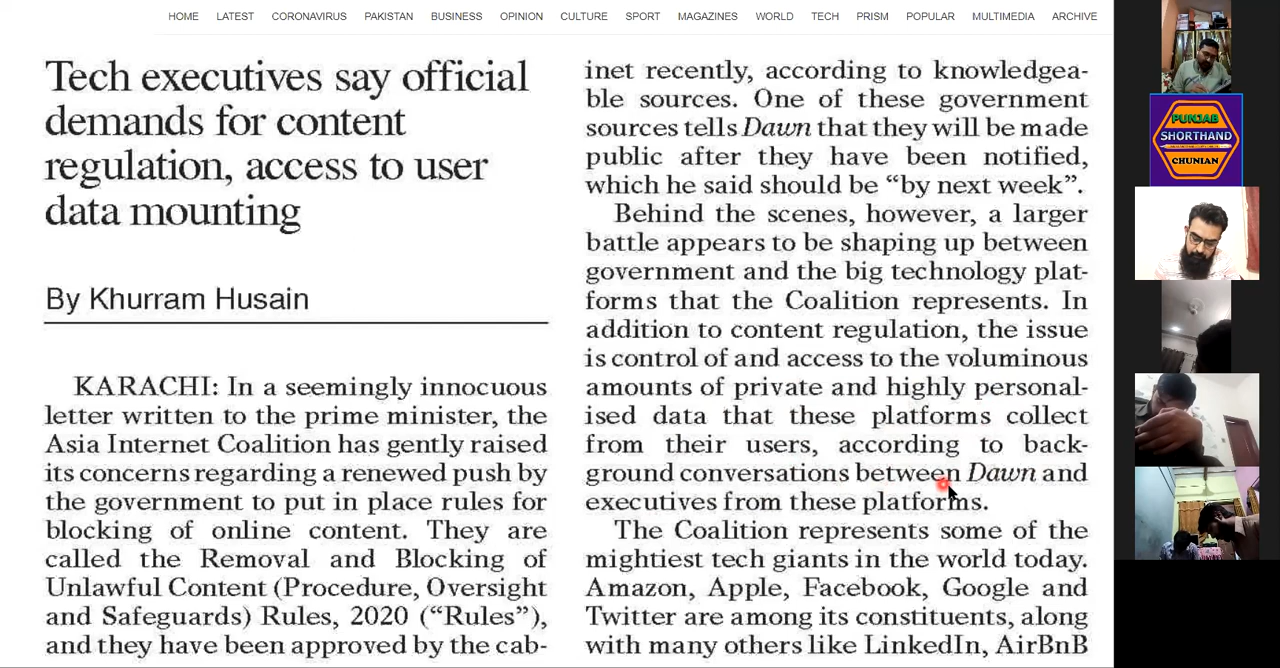 HOME LATEST CORONAVIRUS PAKISTAN BUSINESS OPINION CULTURE SPORT MAGAZINES WORLD TECH PRISM POPULAR MULTIMEDIA ARCHIVE
Tech executives say official
demands for content
regulation, access to user
data mounting
By Khurram Husain
KARACHI: In a seemingly innocuous
letter written to the prime minister, the
Asia Internet Coalition has gently raised
its concerns regarding a renewed push by
the government to put in place rules for
blocking of online content. They are
called the Removal and Blocking of
Unlawful Content (Procedure, Oversight
and Safeguards) Rules, 2020 (“Rules”),
and they have been approved by the cab-
inet recently, according to knowledgea-
ble sources. One of these government
sources tells Dawn that they will be made
public after they have been notified,
which he said should be “by next week”.
Behind the scenes, however, a larger
battle appears to be shaping up between
government and the big technology plat-
forms that the Coalition represents. In
addition to content regulation, the issue
is control of and access to the voluminous
amounts of private and highly personal-
ised data that these platforms collect
from their users, according to back-
ground conversations between Dawn and
executives from these platforms.
The Coalition represents some of the
mightiest tech giants in the world today.
Amazon, Apple, Facebook, Google and
Twitter are among its constituents, along
with many others like LinkedIn, AirBnB
PUNJAB
SHORTHAND
CHUNIAN